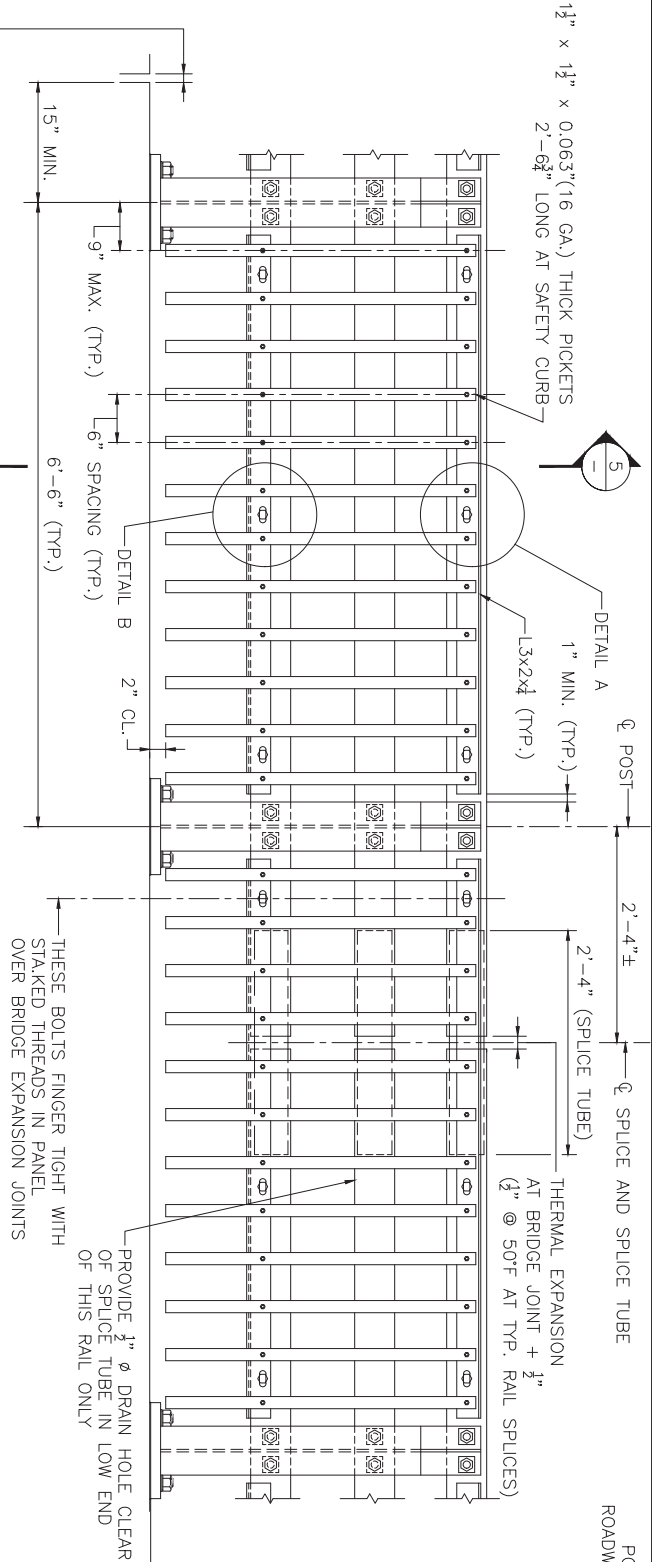 PO
ROADW
1½" x 1½" x 0.063"(16 GA.) THICK PICKETS
2'-6¾" LONG AT SAFETY CURB
5
-
DETAIL A
L3x2x¼ (TYP.)
1" MIN. (TYP.)
℄ POST
2'-4"±
℄ SPLICE AND SPLICE TUBE
2'-4" (SPLICE TUBE)
THERMAL EXPANSION
AT BRIDGE JOINT + ½"
(½" @ 50°F AT TYP. RAIL SPLICES)
15" MIN.
9" MAX. (TYP.)
6" SPACING (TYP.)
6'-6" (TYP.)
DETAIL B
2" CL.
THESE BOLTS FINGER TIGHT WITH
STAKED THREADS IN PANEL
OVER BRIDGE EXPANSION JOINTS
PROVIDE ½" ø DRAIN HOLE CLEAR
OF SPLICE TUBE IN LOW END
OF THIS RAIL ONLY